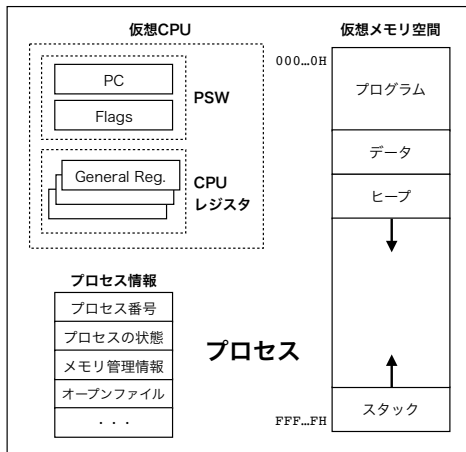 仮想CPU
PC
Flags
PSW
General Reg.
CPU
レジスタ
プロセス情報
プロセス番号
プロセスの状態
メモリ管理情報
オープンファイル
・・・
プロセス
仮想メモリ空間
000…0H
プログラム
データ
ヒープ
スタック
FFF…FH